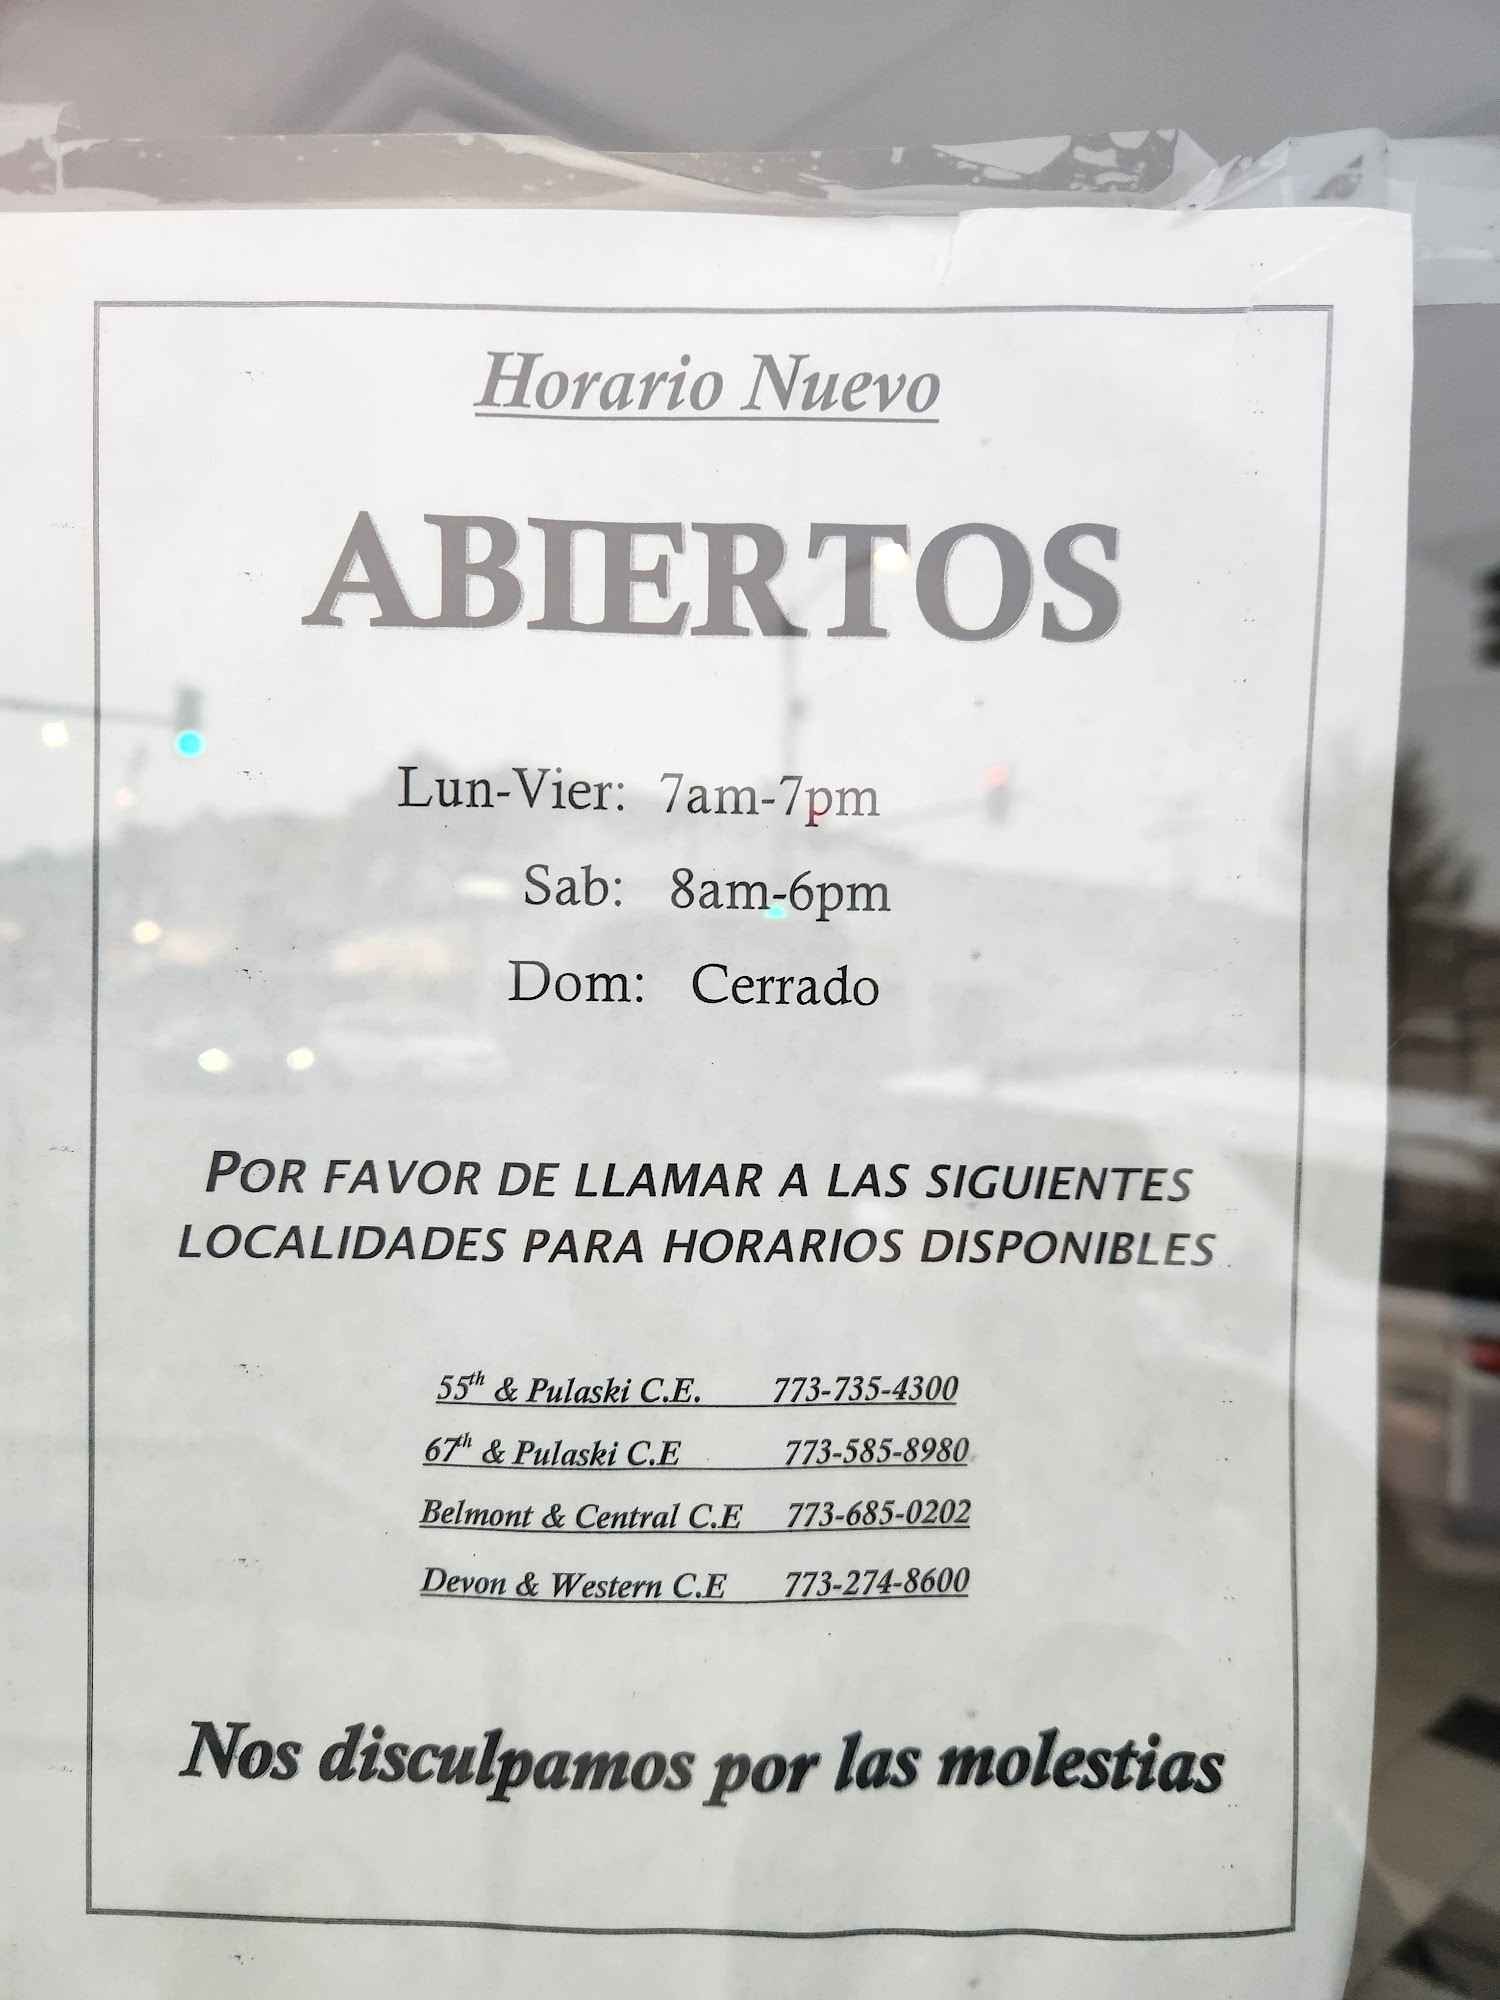 Horario Nuevo
ABIERTOS
Lun-Vier: 7am-7pm
Sab: 8am-6pm
Dom: Cerrado
POR FAVOR DE LLAMAR A LAS SIGUIENTES
LOCALIDADES PARA HORARIOS DISPONIBLES
55th & Pulaski C.E. 773-735-4300
67th & Pulaski C.E 773-585-8980
Belmont & Central C.E 773-685-0202
Devon & Western C.E 773-274-8600
Nos disculpamos por las molestias